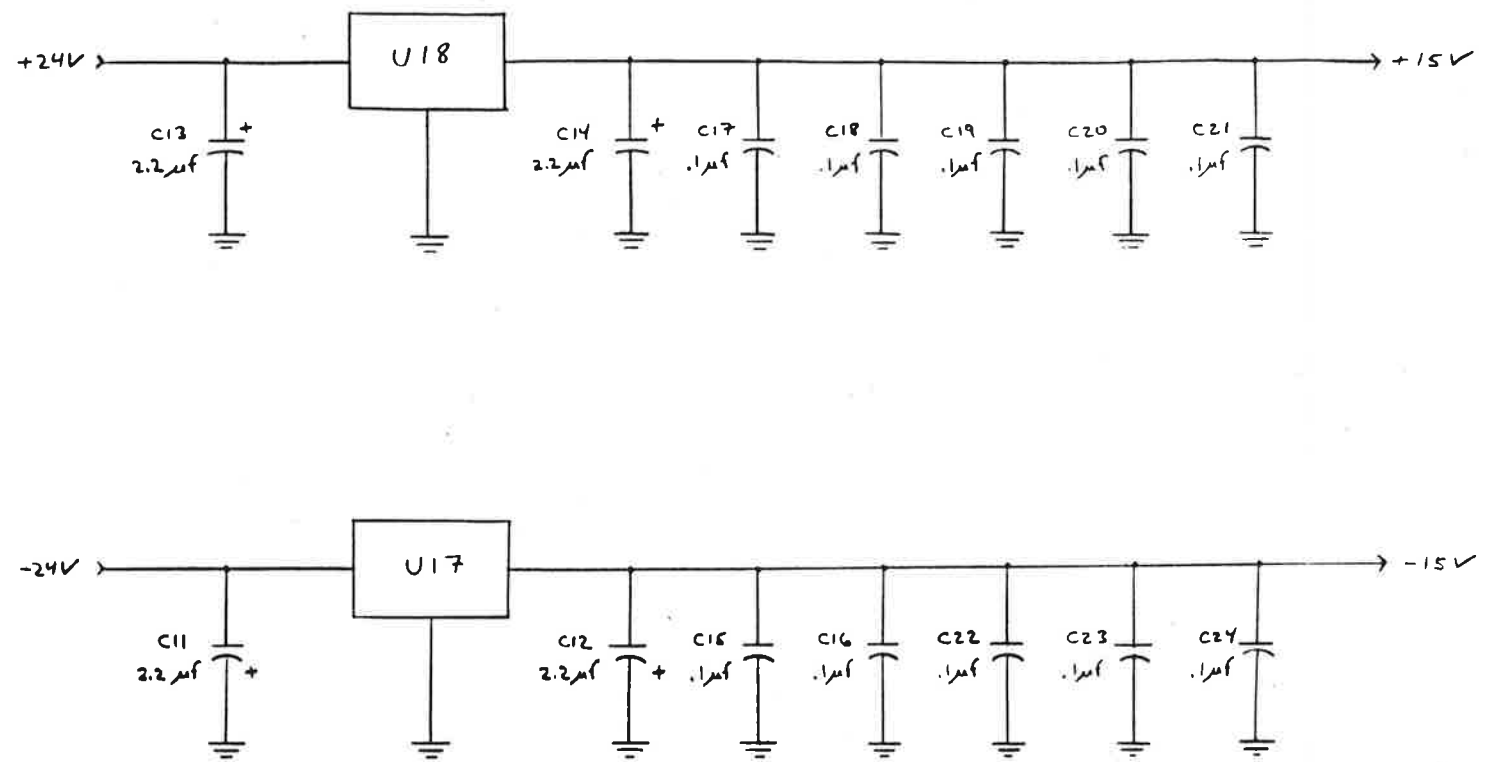 U18
+24V
+15V
C13 + C14 + C17 C18 C19 C20 C21
2.2µf 2.2µf .1µf .1µf .1µf .1µf .1µf
U17
-24V
-15V
C11 C12 C15 C16 C22 C23 C24
2.2µf + 2.2µf + .1µf .1µf .1µf .1µf .1µf